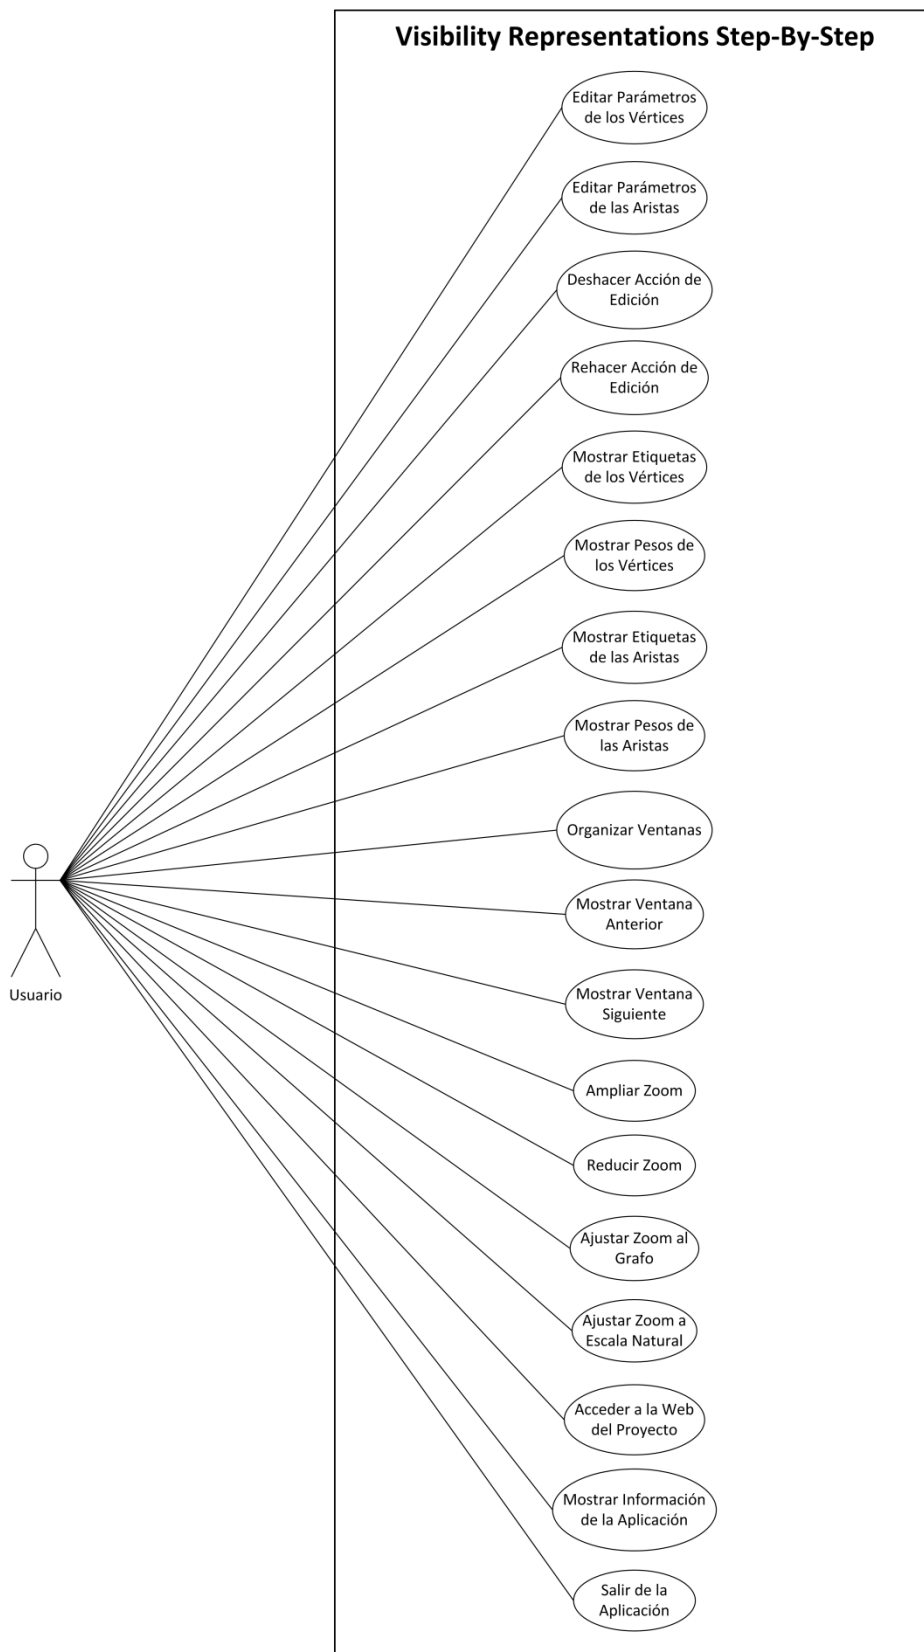 Visibility Representations Step-By-Step
Editar Parámetros
de los Vértices
Editar Parámetros
de las Aristas
Deshacer Acción de
Edición
Rehacer Acción de
Edición
Mostrar Etiquetas
de los Vértices
Mostrar Pesos de
los Vértices
Mostrar Etiquetas
de las Aristas
Mostrar Pesos de
las Aristas
Organizar Ventanas
Mostrar Ventana
Anterior
Usuario
Mostrar Ventana
Siguiente
Ampliar Zoom
Reducir Zoom
Ajustar Zoom al
Grafo
Ajustar Zoom a
Escala Natural
Acceder a la Web
del Proyecto
Mostrar Información
de la Aplicación
Salir de la
Aplicación